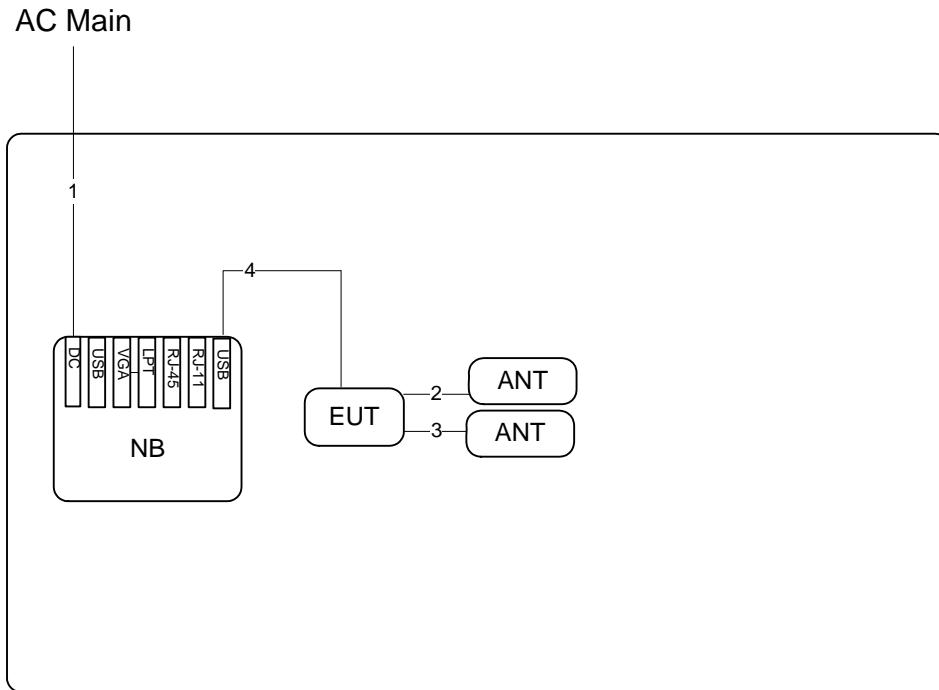 AC Main
1
4
DC
USB
VGA
LPT
RJ-45
RJ-11
USB
NB
EUT
2
ANT
3
ANT